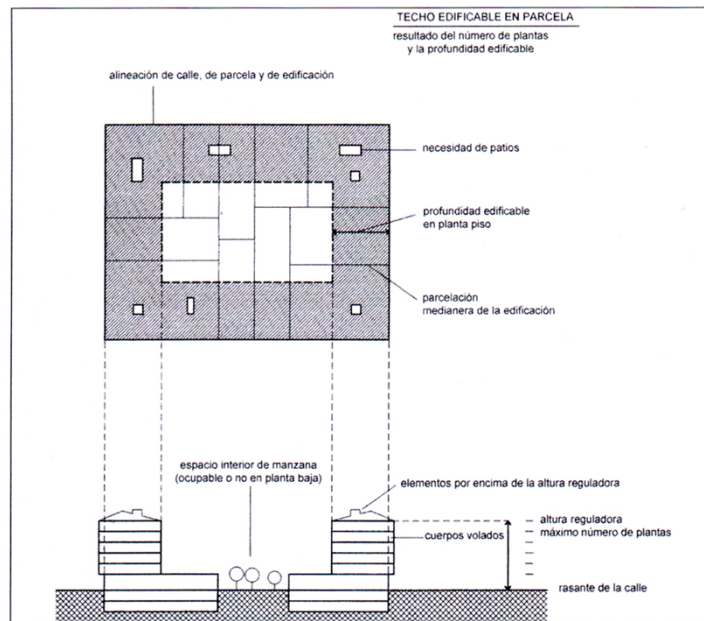 TECHO EDIFICABLE EN PARCELA
resultado del número de plantas
y la profundidad edificable
alineación de calle, de parcela y de edificación
necesidad de patios
profundidad edificable
en planta piso
parcelación
medianera de la edificación
espacio interior de manzana
(ocupable o no en planta baja)
elementos por encima de la altura reguladora
altura reguladora
máximo número de plantas
cuerpos volados
rasante de la calle